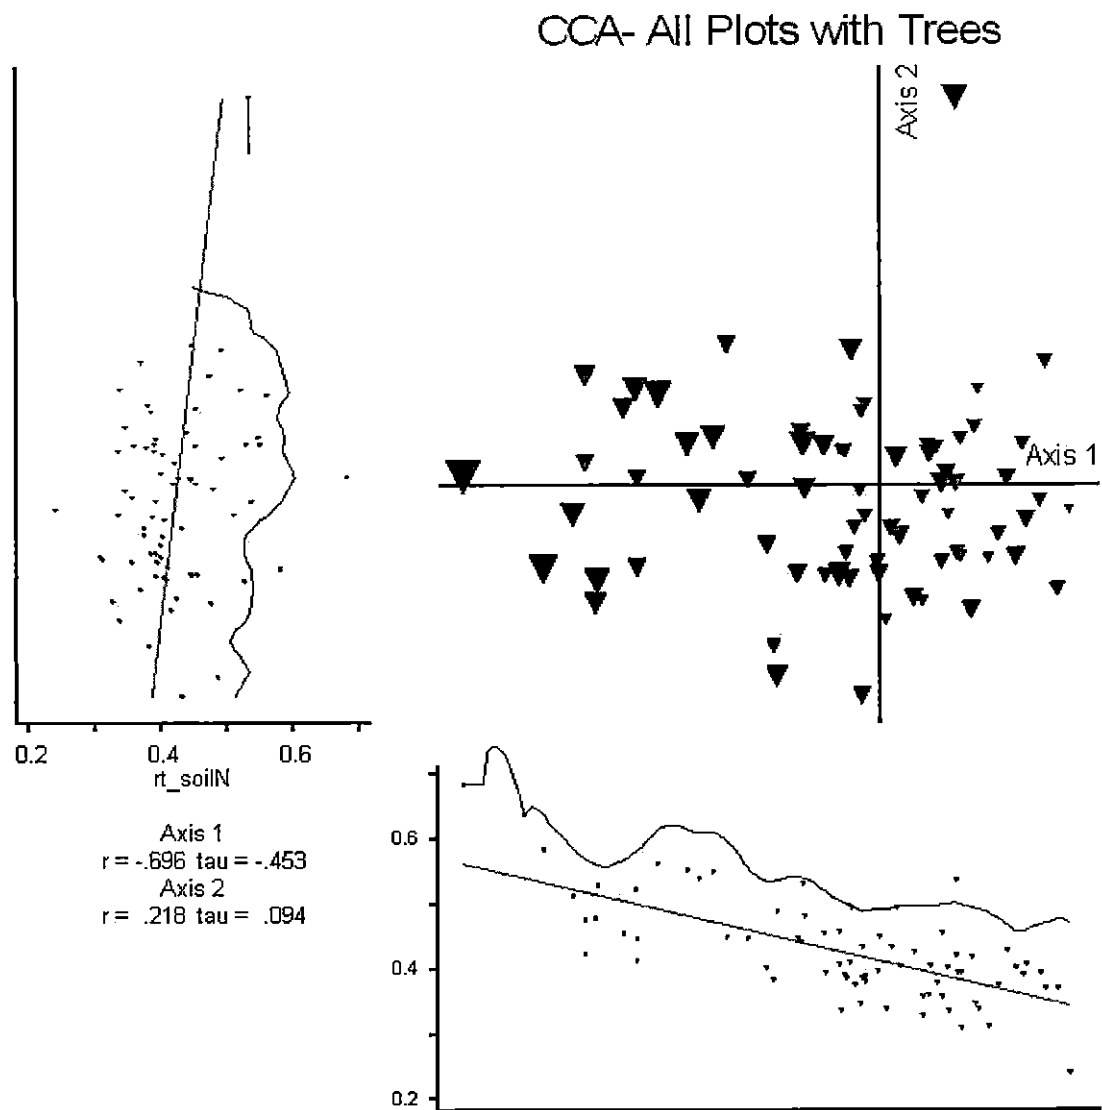 CCA- All Plots with Trees
Axis 2
Axis 1
0.2 0.4 0.6
rt_soilN
Axis 1
r = -.696 tau = -.453
Axis 2
r = .218 tau = .094
0.6
0.4
0.2